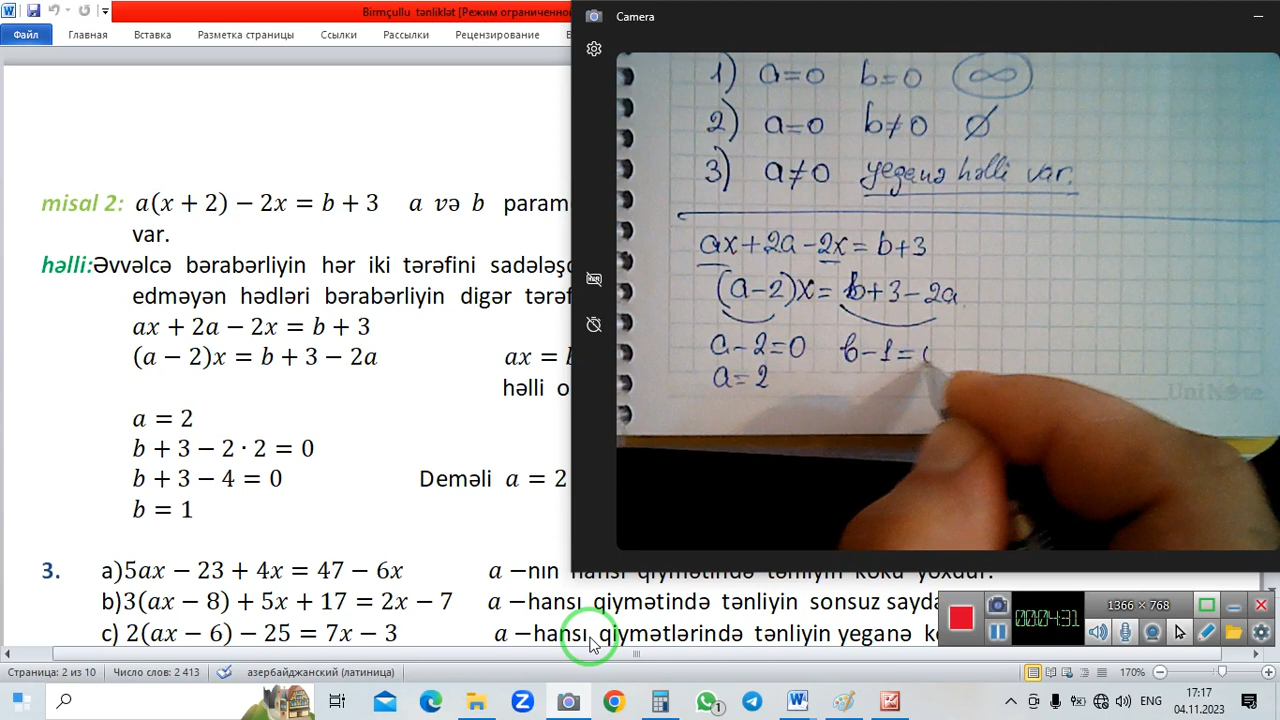 Birmçullu tənliklət [Режим ограниченной
Файл Главная Вставка Разметка страницы Ссылки Рассылки Рецензирование
misal 2: a(x + 2) − 2x = b + 3 a və b param
var.
həlli:Əvvəlcə bərabərliyin hər iki tərəfini sadələşd
edməyən hədləri bərabərliyin digər tərəf
ax + 2a − 2x = b + 3
(a − 2)x = b + 3 − 2a ax = b
həlli o
a = 2
b + 3 − 2 · 2 = 0
b + 3 − 4 = 0 Deməli a = 2
b = 1
3. a)5ax − 23 + 4x = 47 − 6x a −nın hansı qiymətində tənliyin kökü yoxdur.
b)3(ax − 8) + 5x + 17 = 2x − 7 a −hansı qiymətində tənliyin sonsuz sayda
c) 2(ax − 6) − 25 = 7x − 3 a −hansı qiymətlərində tənliyin yeganə kö
Camera
1) a=0 b=0 ∞
2) a=0 b≠0 ∅
3) a≠0 yeganə həlli var.
ax+2a−2x=b+3
(a−2)x=b+3−2a.
a−2=0 b−1=
a=2
UniNote
1366 × 768
00:04:31
Страница: 2 из 10 Число слов: 2 413 азербайджанский (латиница) 170%
1
ENG 17:17
04.11.2023